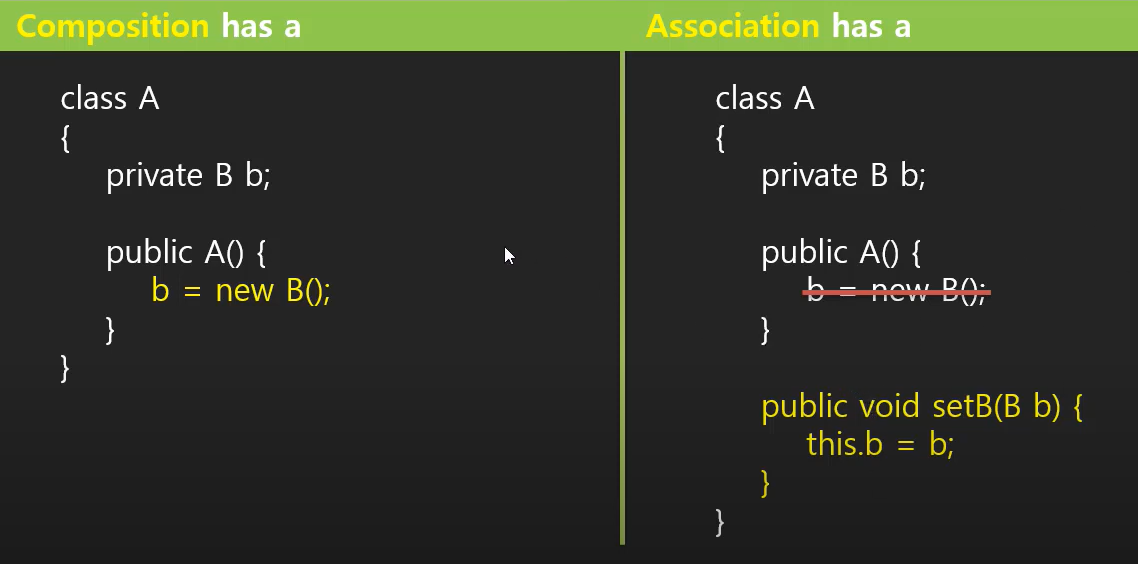 Composition has a
class A
{
private B b;
public A() {
b = new B();
}
}
Association has a
class A
{
private B b;
public A() {
b = new B();
}
public void setB(B b) {
this.b = b;
}
}